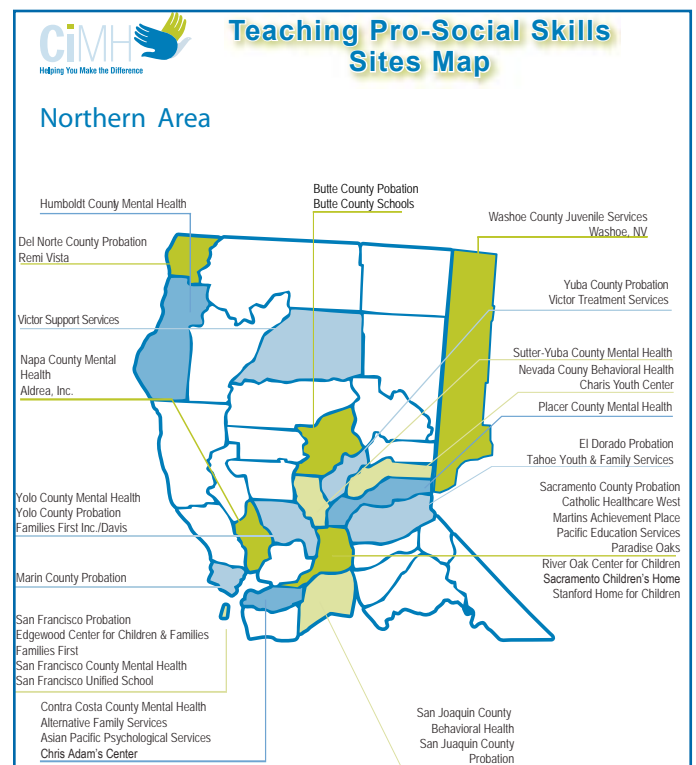 CiMH
Helping You Make the Difference
Teaching Pro-Social Skills
Sites Map
Northern Area
Humboldt County Mental Health
Butte County Pobation
Butte County Schools
Washoe County Juvenile Services
Washoe, NV
Del Norte County Probation
Remi Vista
Yuba County Probation
Victor Treatment Services
Victor Support Services
Sutter-Yuba County Mental Health
Nevada Couny Behavioral Health
Charis Youth Center
Napa County Mental
Health
Aldrea, Inc.
Placer County Mental Health
El Dorado Probation
Tahoe Youth & Family Services
Yolo County Mental Health
Yolo County Probation
Families First Inc./Davis
Sacramento County Probation
Catholic Healthcare West
Martins Achievement Place
Pacific Education Services
Paradise Oaks
River Oak Center for Children
Sacramento Children's Home
Stanford Home for Children
Marin County Probation
San Francisco Probation
Edgewood Center for Children & Families
Families First
San Francisco County Mental Health
San Francisco Unified School
Contra Costa County Mental Health
Alternative Family Services
Asian Pacific Psychological Services
Chris Adam's Center
San Joaquin County
Behavioral Health
San Juaquin County
Probation